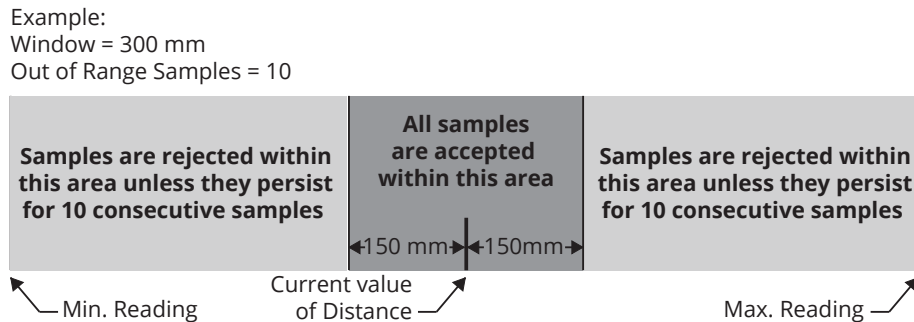 Example:
Window = 300 mm
Out of Range Samples = 10
Samples are rejected within
this area unless they persist
for 10 consecutive samples
All samples
are accepted
within this area
Samples are rejected within
this area unless they persist
for 10 consecutive samples
150 mm
150mm
Min. Reading
Current value
of Distance
Max. Reading